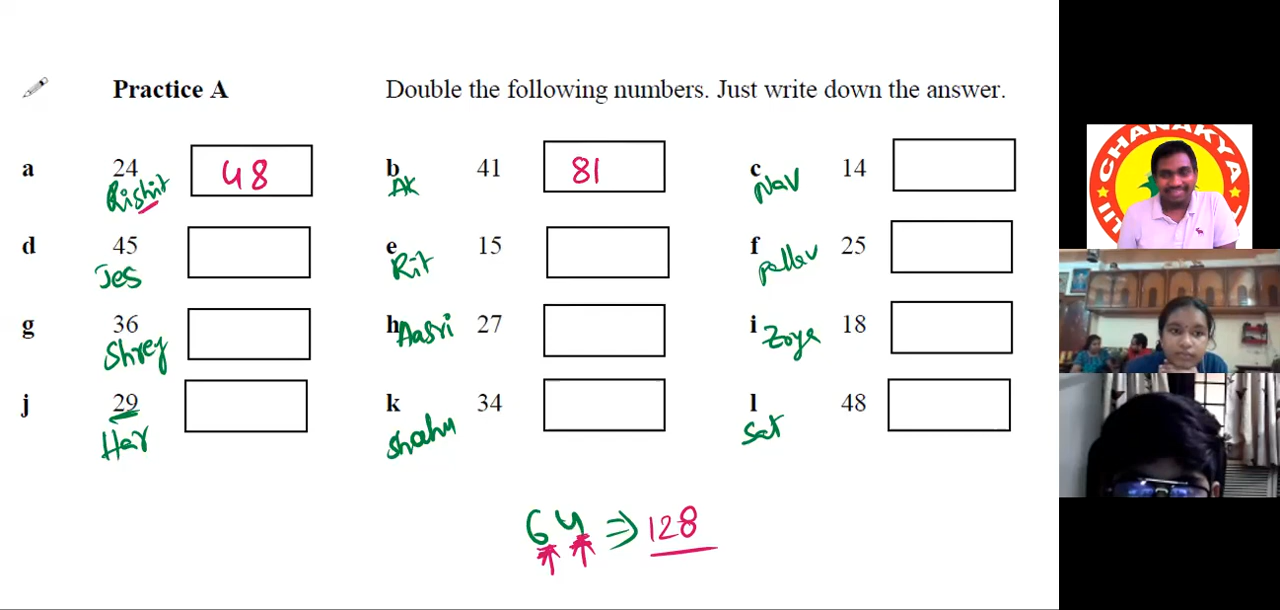 Practice A Double the following numbers. Just write down the answer.
a 24 48 b 41 81 c 14
Rishit AK Nav
d 45 e 15 f 25
Jes Rit pallav
g 36 h 27 i 18
Shrey Aasri Zoya
j 29 k 34 l 48
Har Shahu Sat
64 ⇒ 128
CHANAKYA